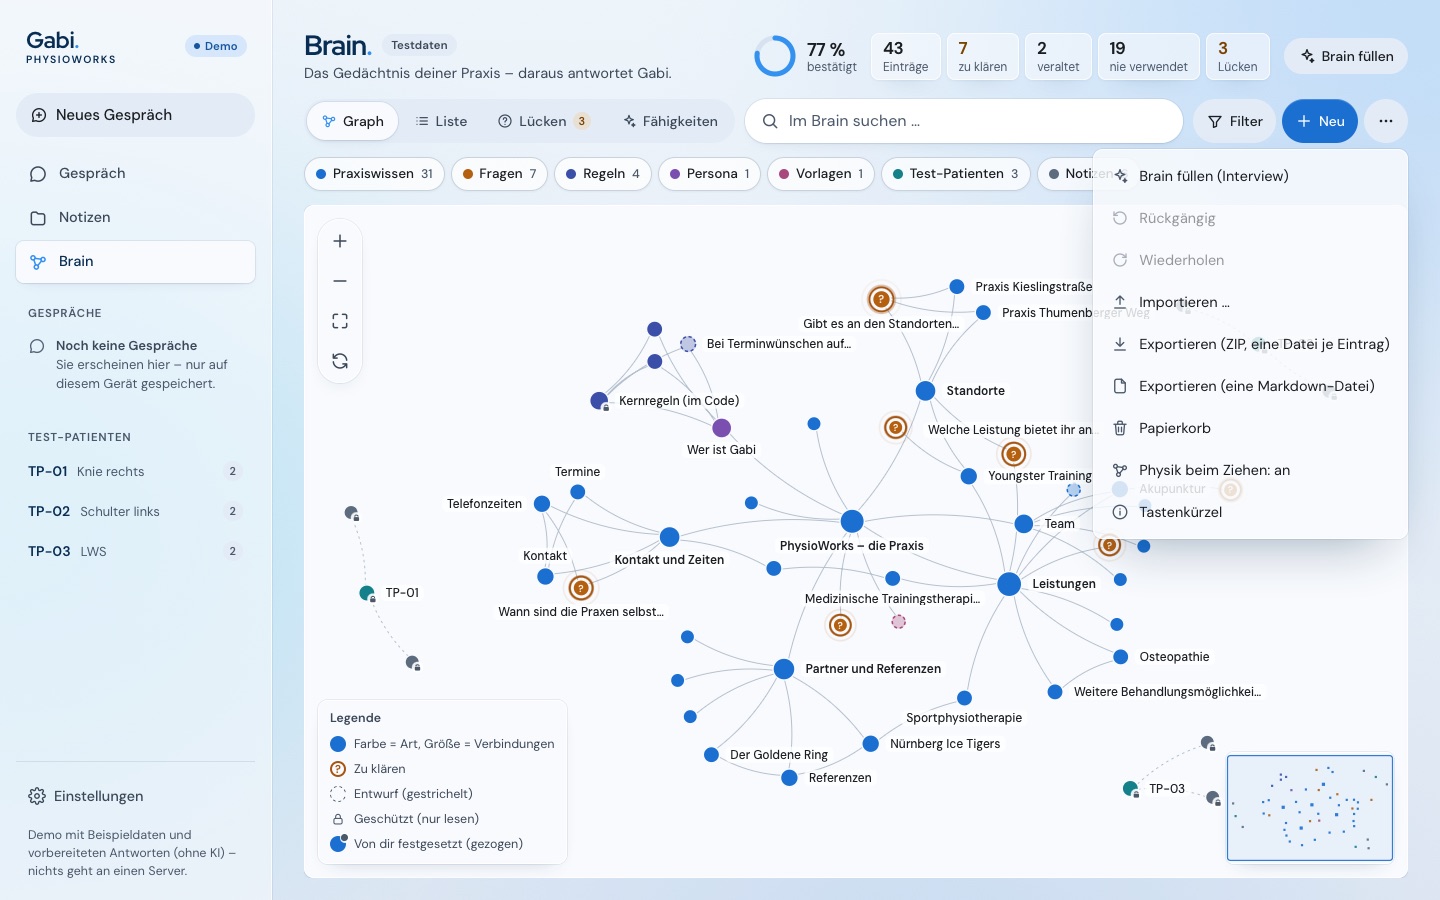 Gabi.
PHYSIOWORKS
Demo
Neues Gespräch
Gespräch
Notizen
Brain
GESPRÄCHE
Noch keine Gespräche
Sie erscheinen hier – nur auf
diesem Gerät gespeichert.
TEST-PATIENTEN
TP-01 Knie rechts 2
TP-02 Schulter links 2
TP-03 LWS 2
Einstellungen
Demo mit Beispieldaten und
vorbereiteten Antworten (ohne KI) –
nichts geht an einen Server.
Brain.
Testdaten
Das Gedächtnis deiner Praxis – daraus antwortet Gabi.
77 %
bestätigt
43
Einträge
7
zu klären
2
veraltet
19
nie verwendet
3
Lücken
Brain füllen
Graph
Liste
Lücken 3
Fähigkeiten
Im Brain suchen ...
Filter
Neu
Praxiswissen 31
Fragen 7
Regeln 4
Persona 1
Vorlagen 1
Test-Patienten 3
Notizen
Brain füllen (Interview)
Rückgängig
Wiederholen
Importieren ...
Exportieren (ZIP, eine Datei je Eintrag)
Exportieren (eine Markdown-Datei)
Papierkorb
Physik beim Ziehen: an
Akupunktur
Tastenkürzel
Praxis Kieslingstraße
Praxis Thumenberger Weg
Gibt es an den Standorten...
Bei Terminwünschen auf...
Kernregeln (im Code)
Standorte
Welche Leistung bietet ihr an...
Wer ist Gabi
Youngster Training
Termine
Telefonzeiten
Team
Kontakt
Kontakt und Zeiten
PhysioWorks – die Praxis
Leistungen
TP-01
Wann sind die Praxen selbst...
Medizinische Trainingstherapi...
Osteopathie
Partner und Referenzen
Weitere Behandlungsmöglichkei...
Sportphysiotherapie
Nürnberg Ice Tigers
Der Goldene Ring
Referenzen
TP-03
Legende
Farbe = Art, Größe = Verbindungen
Zu klären
Entwurf (gestrichelt)
Geschützt (nur lesen)
Von dir festgesetzt (gezogen)